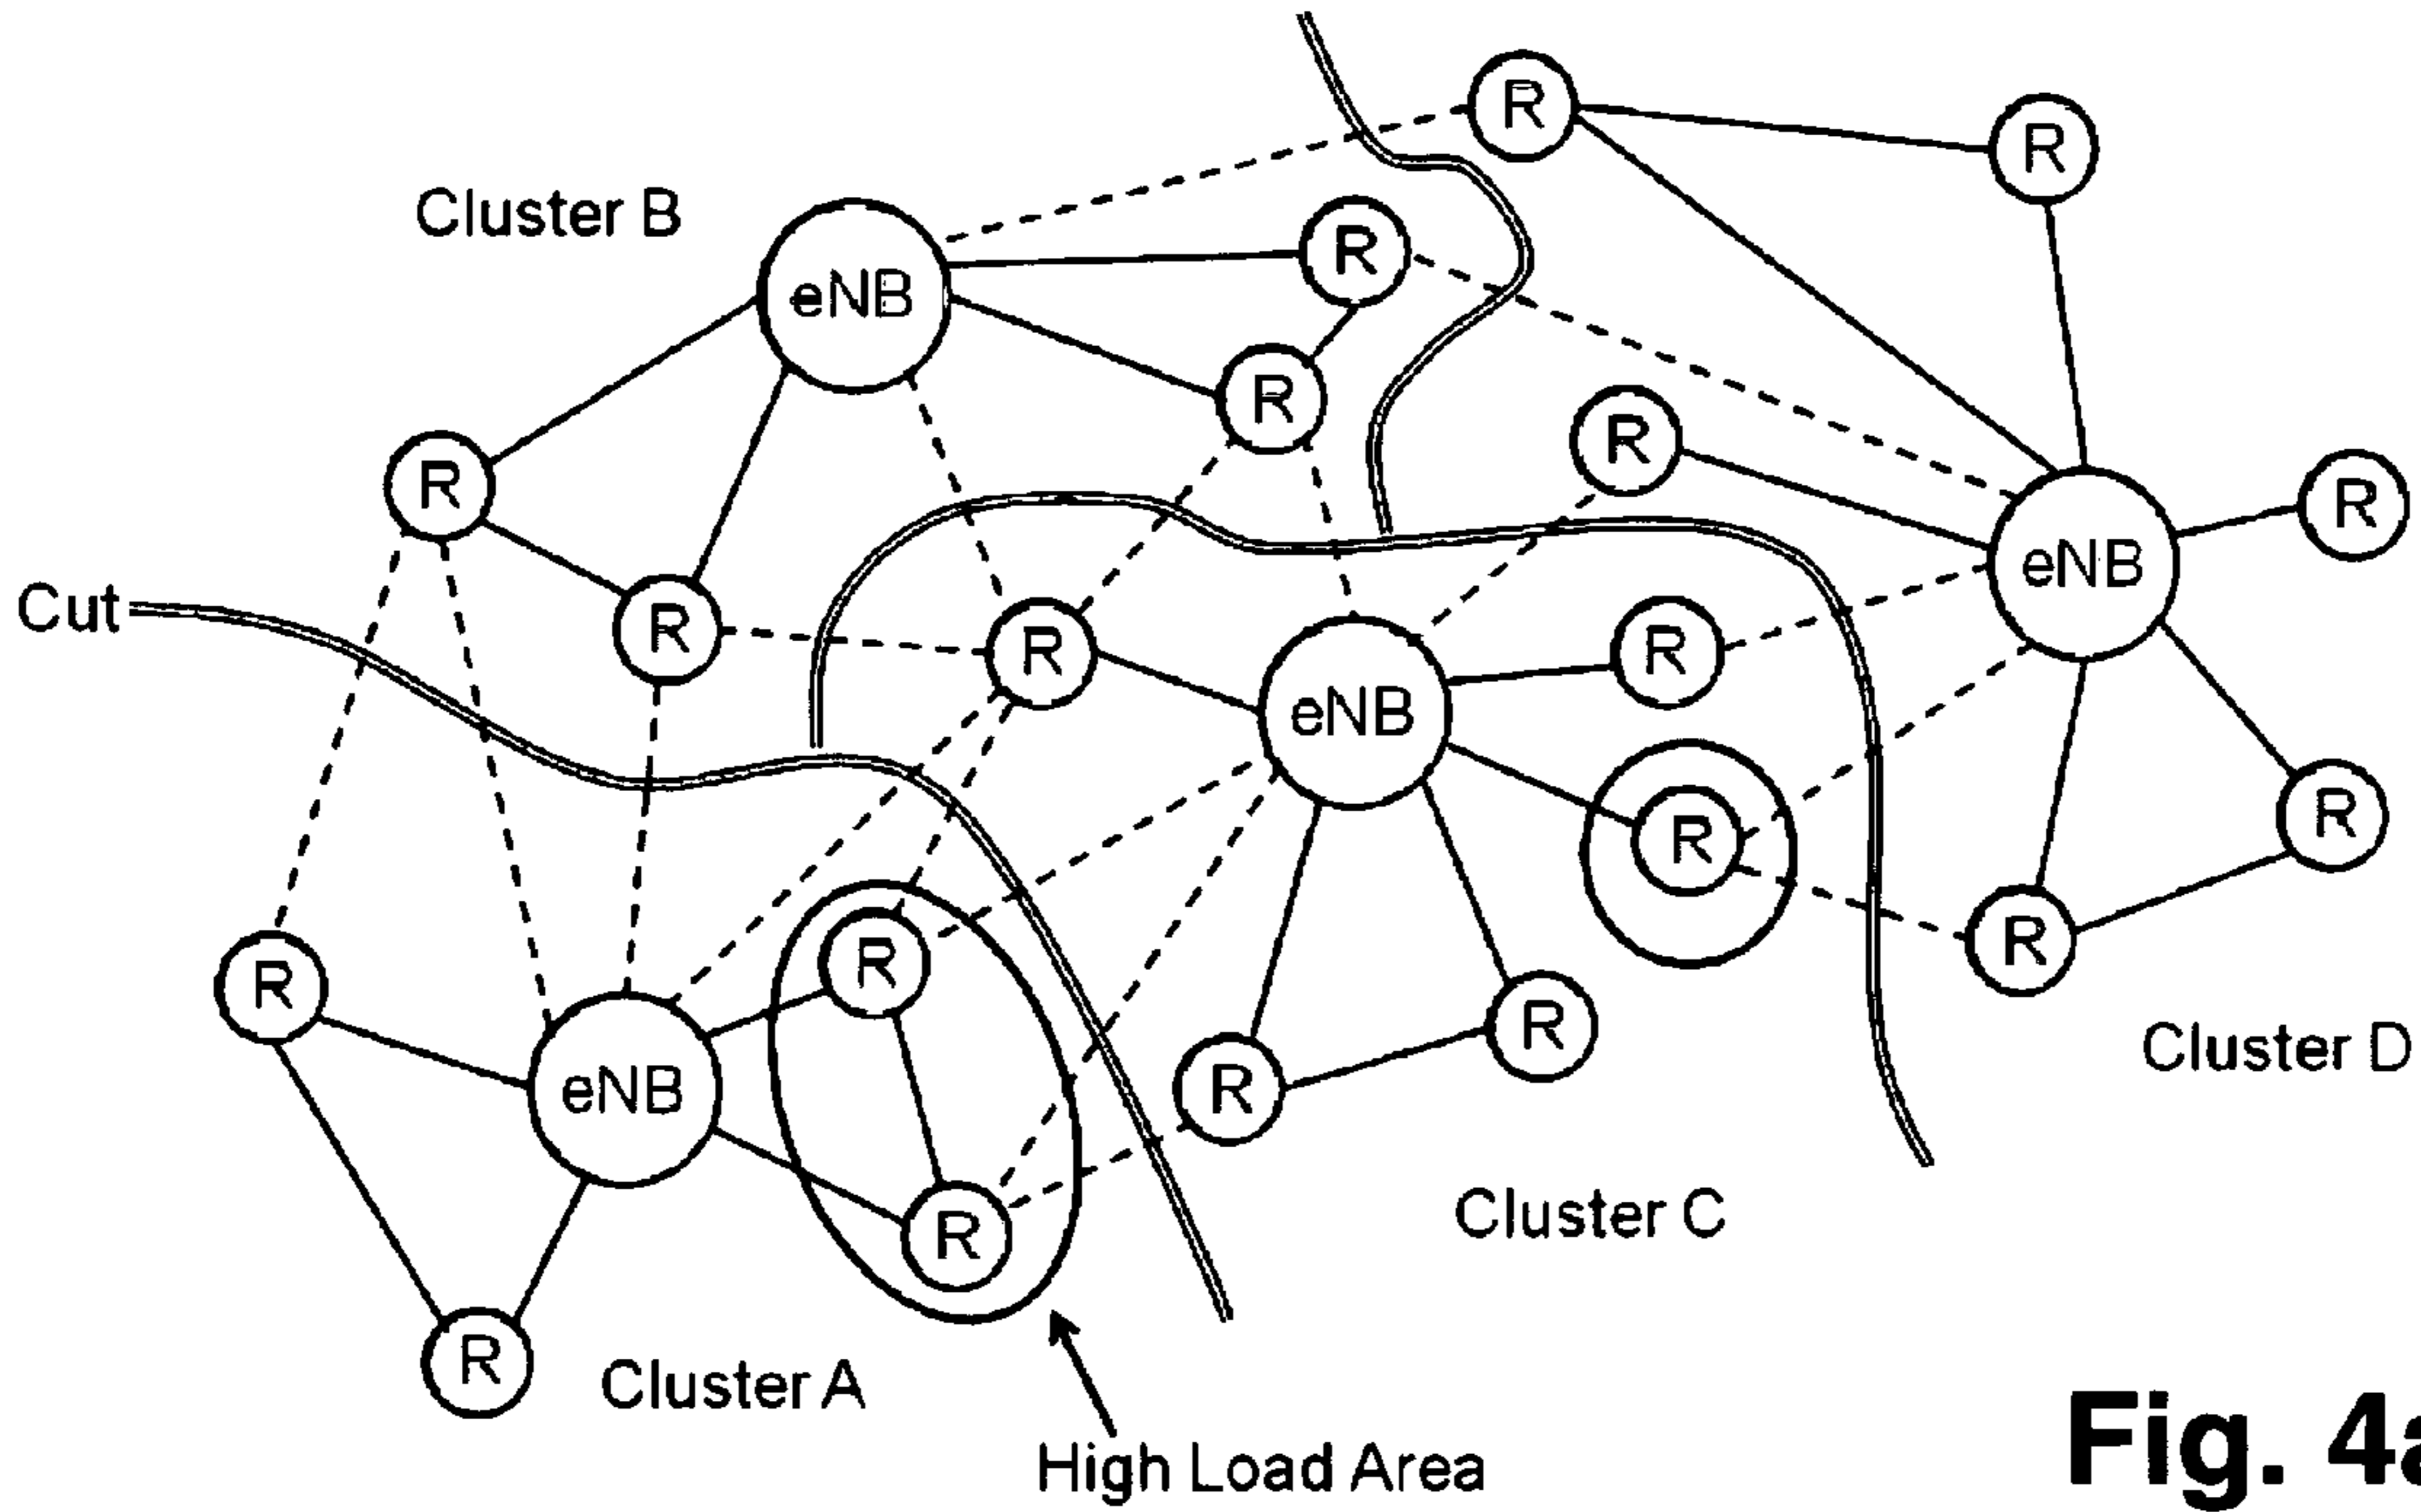 R
R
Cluster B
R
eNB
R
R
R
R
eNB
Cut
R
R
R
eNB
R
R
R
R
R
R
R
Cluster D
eNB
R
Cluster C
R
R
Cluster A
High Load Area
Fig. 4a